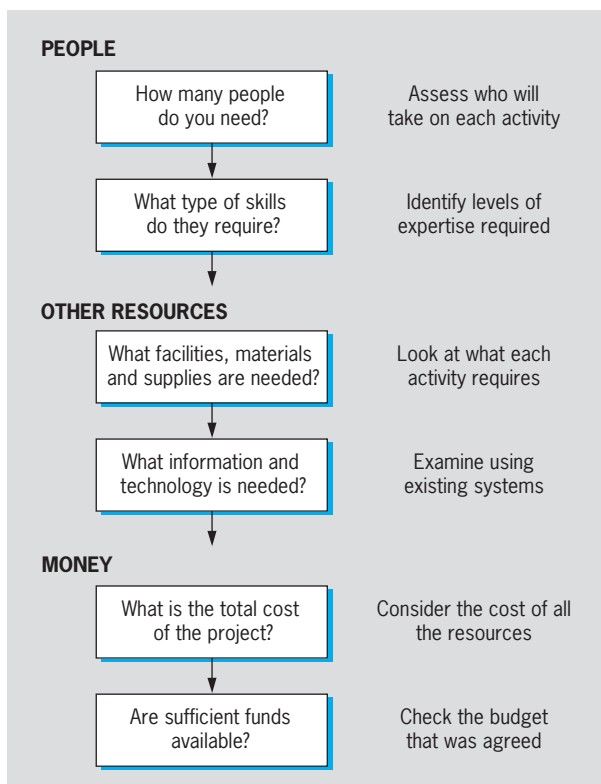 PEOPLE
How many people
do you need?
Assess who will
take on each activity
What type of skills
do they require?
Identify levels of
expertise required
OTHER RESOURCES
What facilities, materials
and supplies are needed?
Look at what each
activity requires
What information and
technology is needed?
Examine using
existing systems
MONEY
What is the total cost
of the project?
Consider the cost of all
the resources
Are sufficient funds
available?
Check the budget
that was agreed